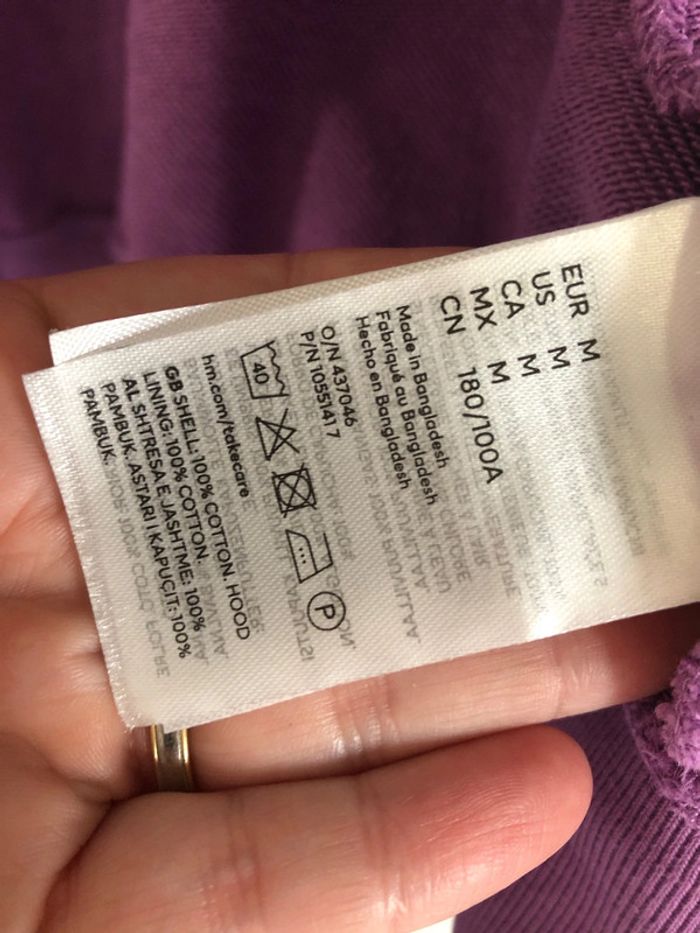 EUR M
US M
CA M
MX M
CN 180/100A
Made in Bangladesh
Fabriqué au Bangladesh
Hecho en Bangladesh
O/N 437046
P/N 10551417
40
P
hm.com/takecare
GB SHELL: 100% COTTON. HOOD
LINING: 100% COTTON.
AL SHTRESA E JASHTME: 100%
PAMBUK. ASTARI I KAPUÇIT: 100%
PAMBUK.